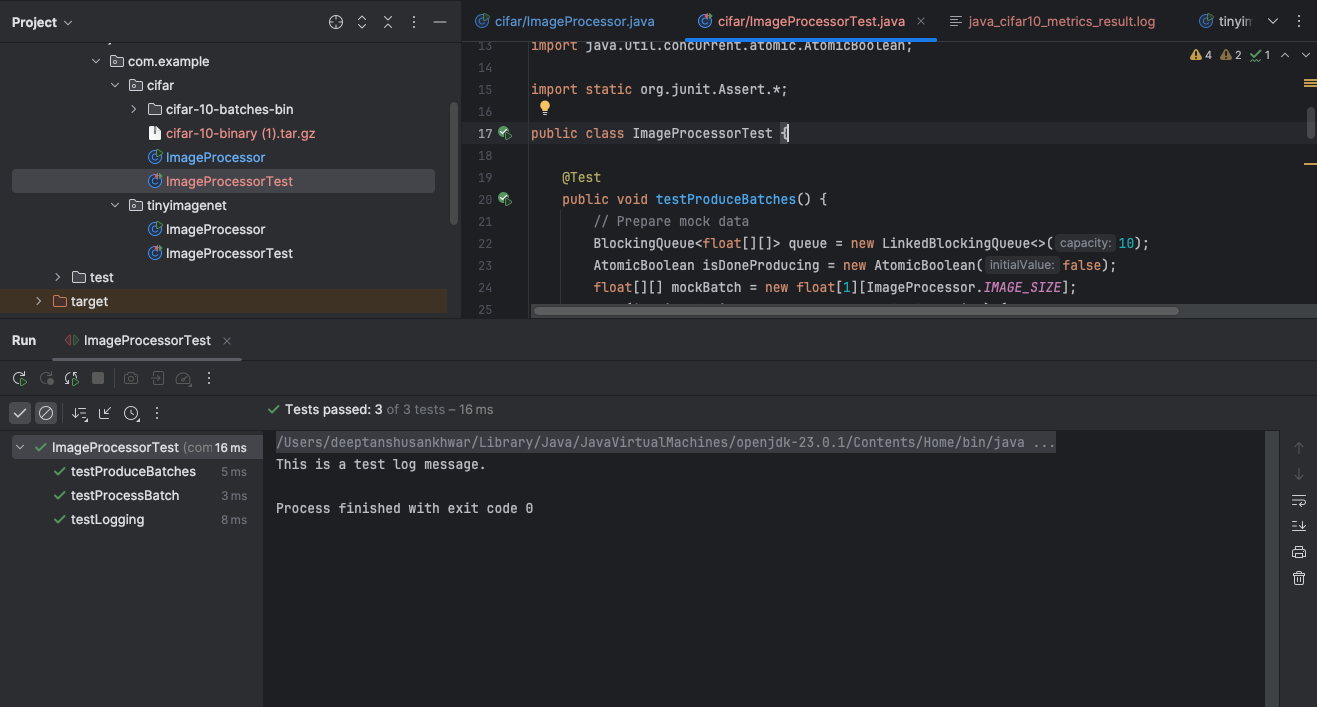 Project
com.example
cifar
cifar-10-batches-bin
cifar-10-binary (1).tar.gz
ImageProcessor
ImageProcessorTest
tinyimagenet
ImageProcessor
ImageProcessorTest
test
target
cifar/ImageProcessor.java
cifar/ImageProcessorTest.java
java_cifar10_metrics_result.log
tinyim
4 2 1
13 import java.util.concurrent.atomic.AtomicBoolean;
14
15 import static org.junit.Assert.*;
16
17 public class ImageProcessorTest {
18
19 @Test
20 public void testProduceBatches() {
21 // Prepare mock data
22 BlockingQueue<float[][]> queue = new LinkedBlockingQueue<>( capacity: 10);
23 AtomicBoolean isDoneProducing = new AtomicBoolean( initialValue: false);
24 float[][] mockBatch = new float[1][ImageProcessor.IMAGE_SIZE];
25
Run ImageProcessorTest
Tests passed: 3 of 3 tests – 16 ms
ImageProcessorTest (com 16 ms
testProduceBatches 5 ms
testProcessBatch 3 ms
testLogging 8 ms
/Users/deeptanshusankhwar/Library/Java/JavaVirtualMachines/openjdk-23.0.1/Contents/Home/bin/java ...
This is a test log message.
Process finished with exit code 0